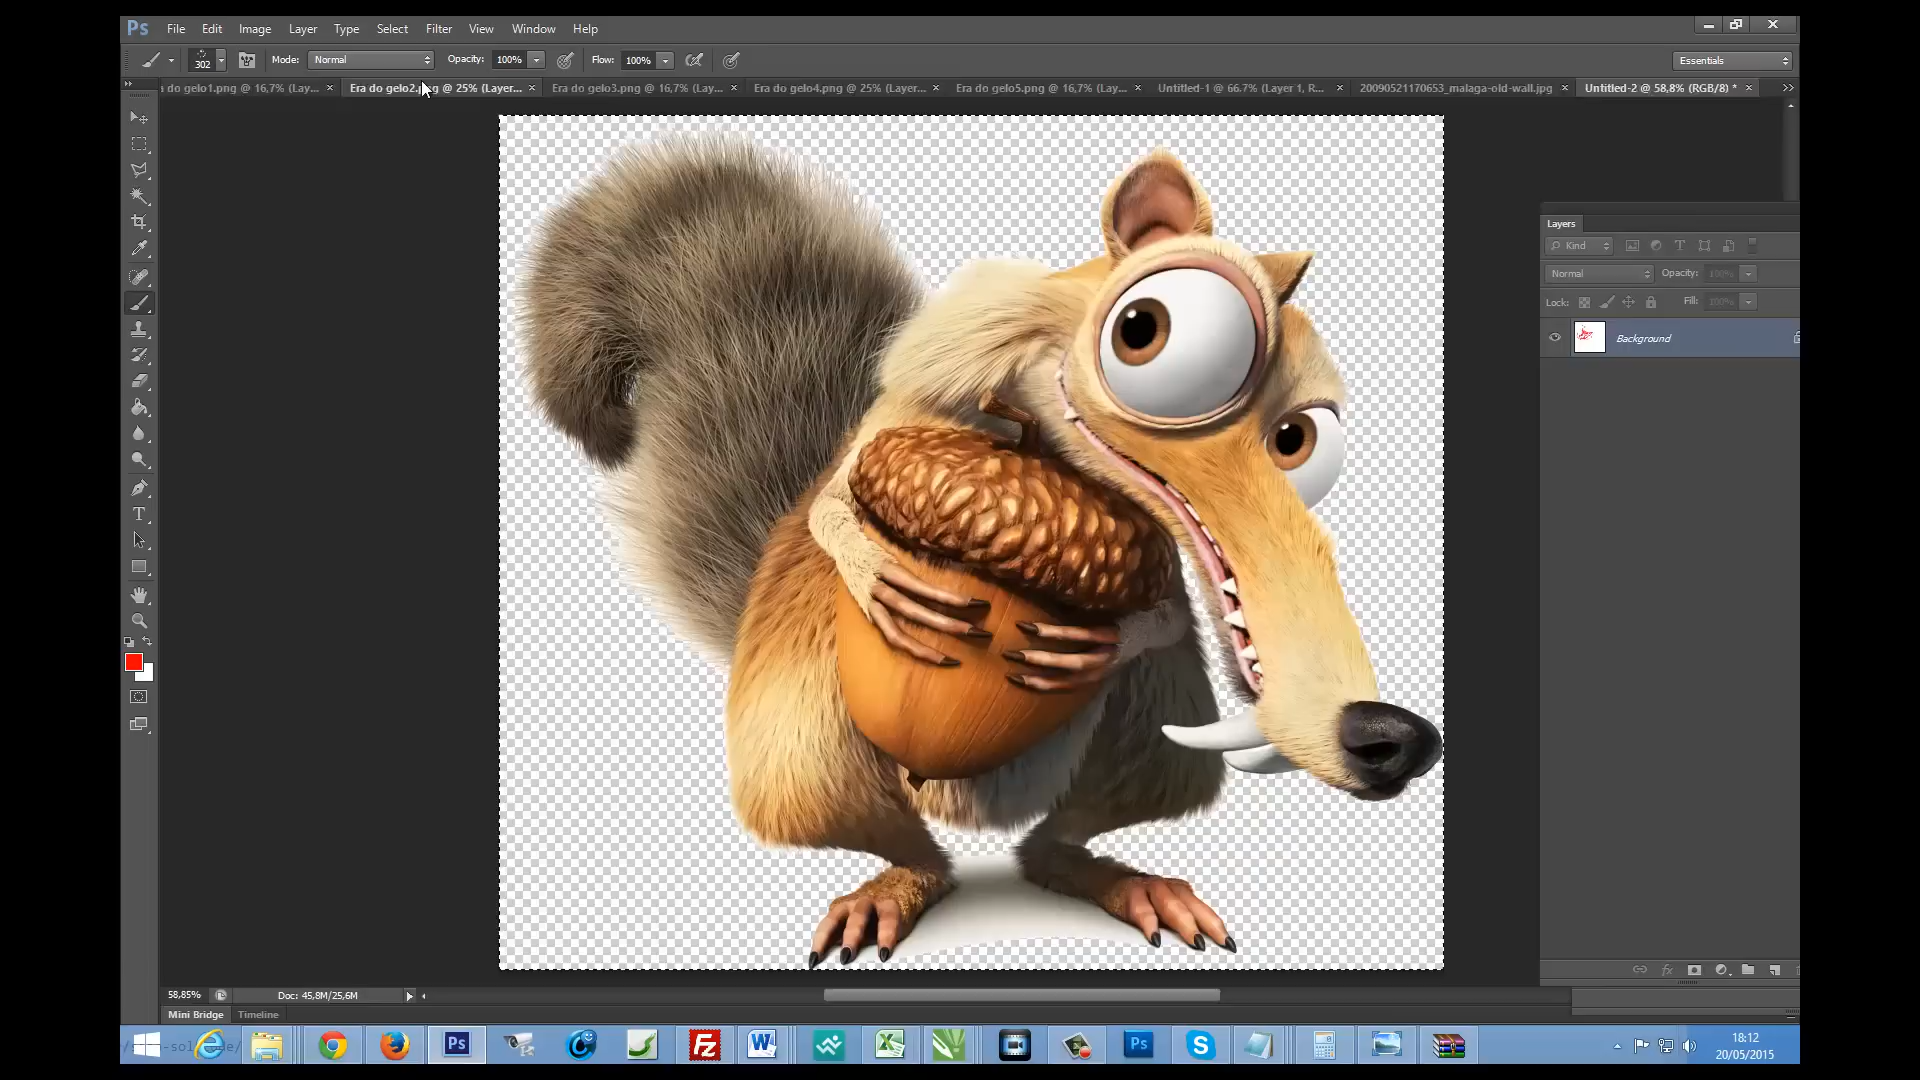 Ps File Edit Image Layer Type Select Filter View Window Help
302 Mode: Normal Opacity: 100% Flow: 100% Essentials
a do gelo1.png @ 16,7% (Lay... × Era do gelo2.png @ 25% (Layer... × Era do gelo3.png @ 16,7% (Lay... × Era do gelo4.png @ 25% (Layer... × Era do gelo5.png @ 16,7% (Lay... × Untitled-1 @ 66.7% (Layer 1, R... × 20090521170653_malaga-old-wall.jpg × Untitled-2 @ 58,8% (RGB/8) * ×
Layers
Kind
Normal Opacity: 100%
Lock: Fill: 100%
Background
58,85% Doc: 45,8M/25,6M
Mini Bridge Timeline
18:12
20/05/2015